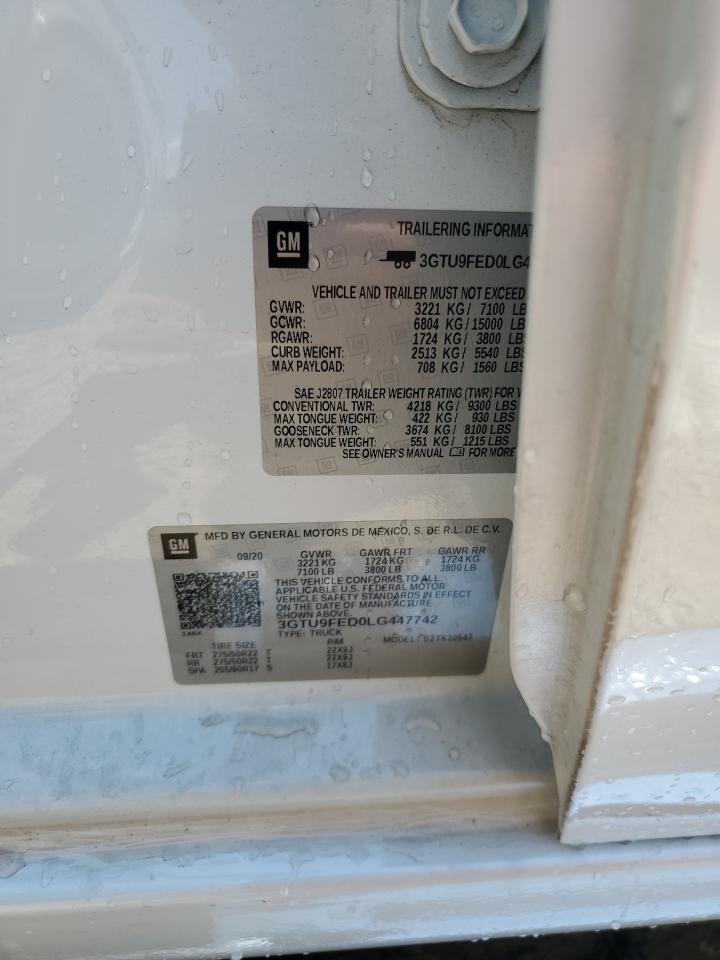 GM
TRAILERING INFORMAT
3GTU9FED0LG4
VEHICLE AND TRAILER MUST NOT EXCEED
GVWR: 3221 KG/ 7100 LB
GCWR: 6804 KG/15000 LB
RGAWR: 1724 KG/ 3800 LB
CURB WEIGHT: 2513 KG/ 5540 LBS
MAX PAYLOAD: 708 KG/ 1560 LBS
SAE J2807 TRAILER WEIGHT RATING (TWR) FOR V
CONVENTIONAL TWR: 4218 KG/ 9300 LBS
MAX TONGUE WEIGHT: 422 KG/ 930 LBS
GOOSENECK TWR: 3674 KG/ 8100 LBS
MAX TONGUE WEIGHT: 551 KG/ 1215 LBS
SEE OWNER'S MANUAL FOR MORE
GM MFD BY GENERAL MOTORS DE MEXICO, S. DE R.L. DE C.V.
09/20 GVWR GAWR FRT GAWR RR
3221 KG 1724 KG 1724 KG
7100 LB 3800 LB 3800 LB
THIS VEHICLE CONFORMS TO ALL
APPLICABLE U.S. FEDERAL MOTOR
VEHICLE SAFETY STANDARDS IN EFFECT
ON THE DATE OF MANUFACTURE
SHOWN ABOVE.
3GTU9FED0LG447742
TYPE: TRUCK MODEL:
TIRE SIZE RIM
FRT 275/50R22 T 22X9J
RR 275/50R22 T 22X9J
SPA 255/80R17 S 17X8J